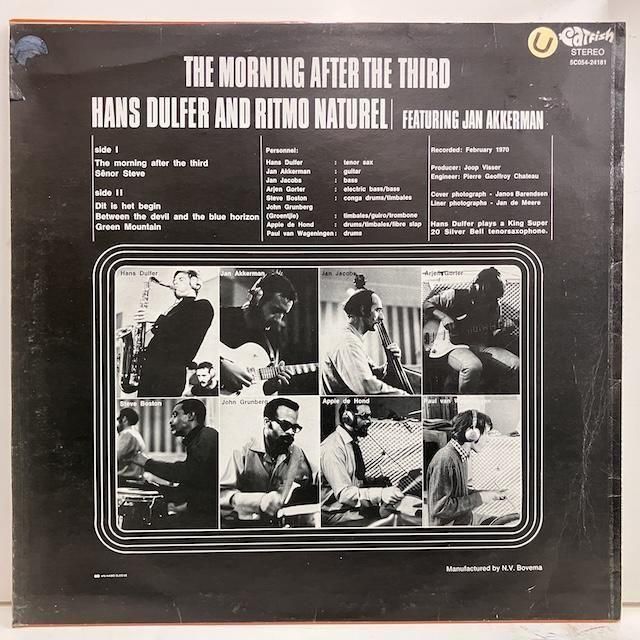 U Catfish
STEREO
5C054-24181
THE MORNING AFTER THE THIRD
HANS DULFER AND RITMO NATUREL FEATURING JAN AKKERMAN
side I
The morning after the third
Sênor Steve
side II
Dit is het begin
Between the devil and the blue horizon
Green Mountain
Personnel:
Hans Dulfer : tenor sax
Jan Akkerman : guitar
Jan Jacobs : bass
Arjen Gorter : electric bass/bass
Steve Boston : conga drums/timbales
John Grunberg
(Groentjie) : timbales/guiro/trombone
Appie de Hond : drums/timbales/libre slap
Paul van Wageningen : drums
Recorded: February 1970
Producer: Joop Visser
Engineer: Pierre Geoffroy Chateau
Cover photograph - Janos Barendsen
Liner photographs - Jan de Meere
Hans Dulfer plays a King Super
20 Silver Bell tenorsaxophone.
Hans Dulfer
Jan Akkerman
Jan Jacobs
Arjen Gorter
Steve Boston
John Grunberg
Appie de Hond
Paul van
Manufactured by N.V. Bovema